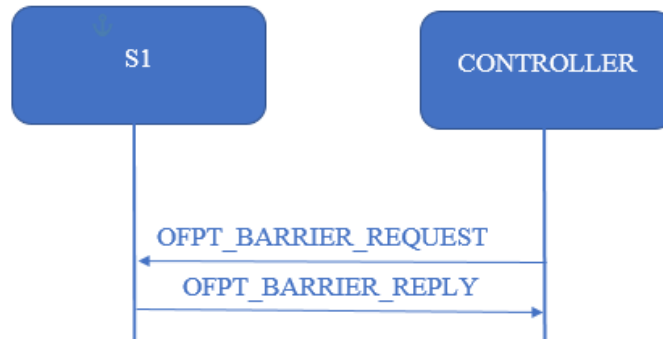 S1
CONTROLLER
OFPT_BARRIER_REQUEST
OFPT_BARRIER_REPLY